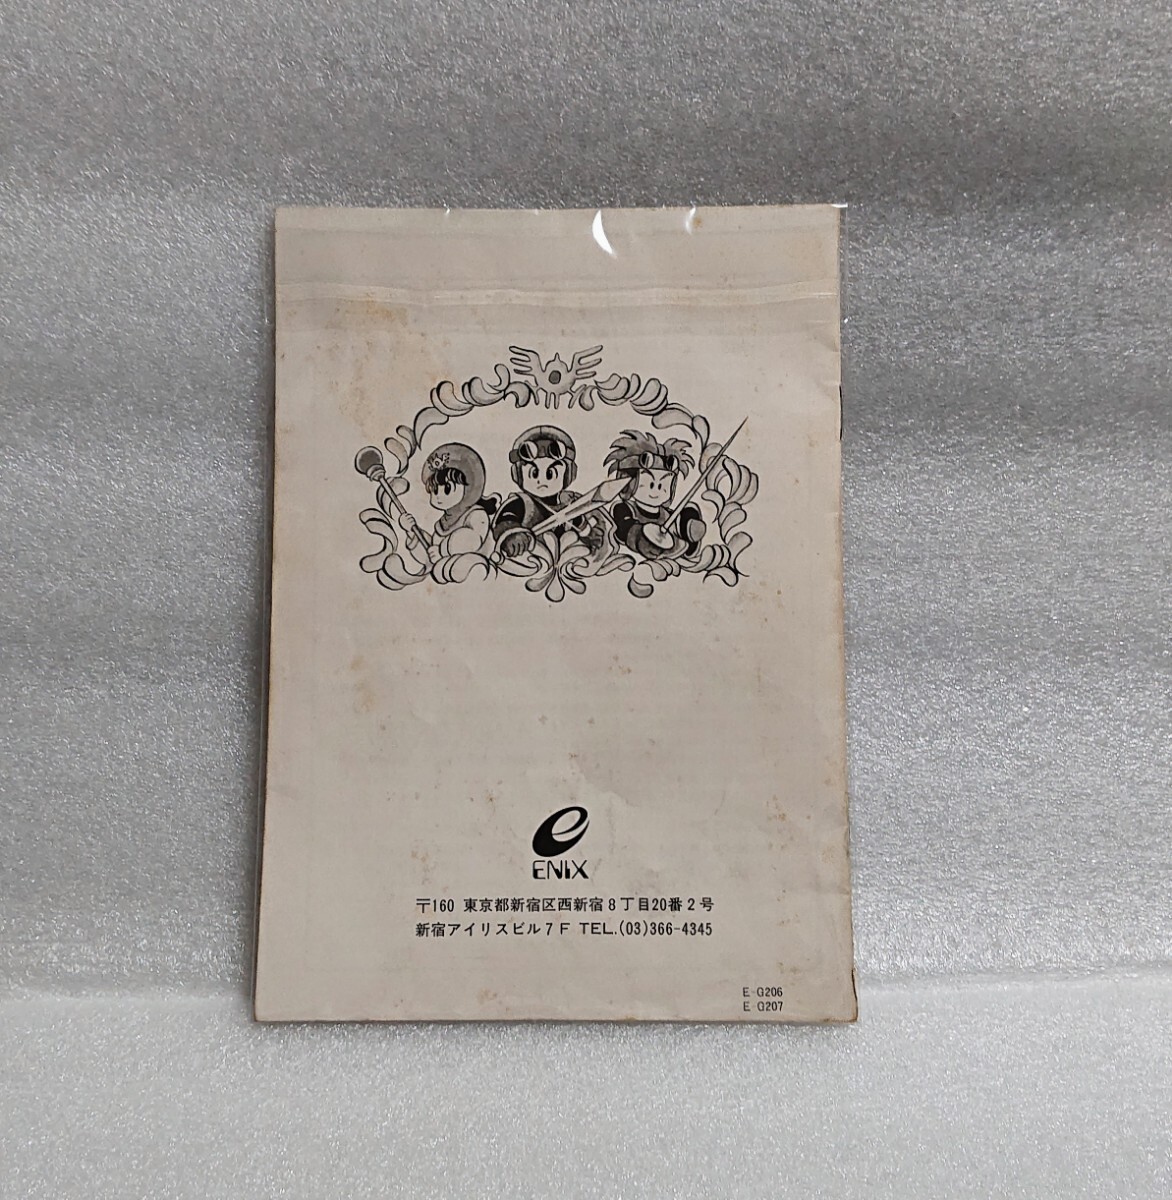 ENIX
〒160 東京都新宿区西新宿8丁目20番2号
新宿アイリスビル7F TEL.(03)366-4345
E-G206
E-G207